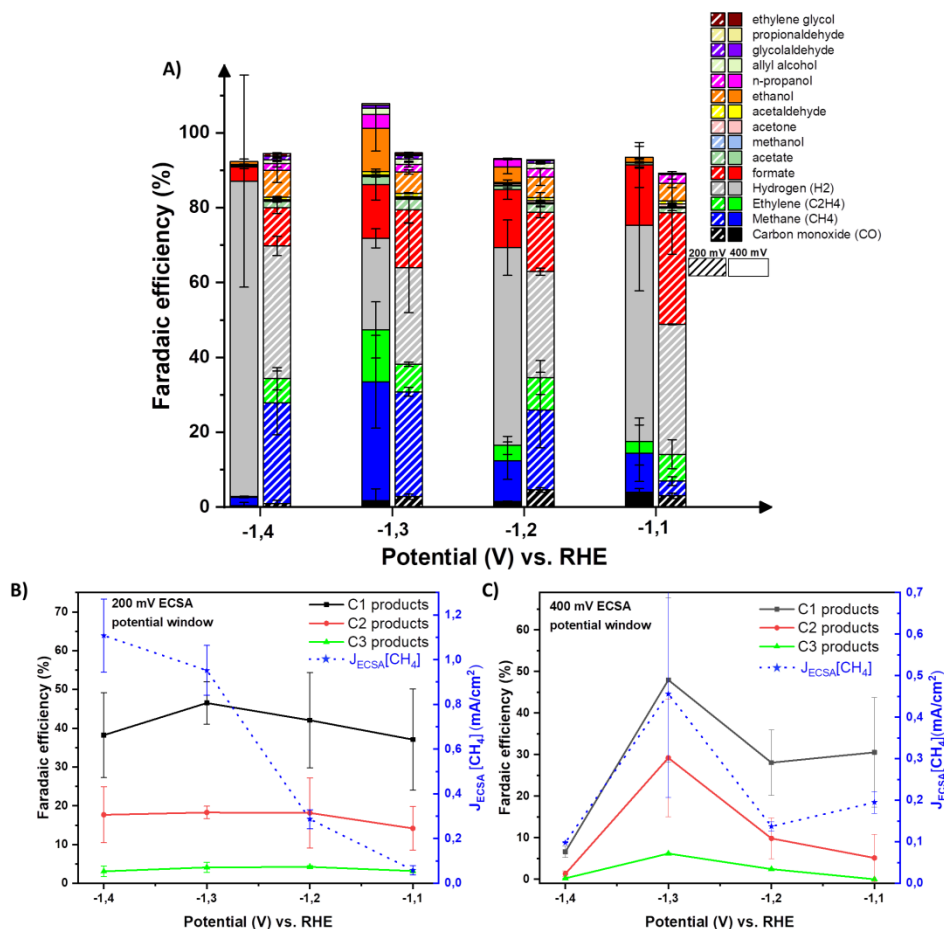 A)
ethylene glycol
propionaldehyde
glycolaldehyde
allyl alcohol
n-propanol
ethanol
acetaldehyde
acetone
methanol
acetate
formate
Hydrogen (H2)
Ethylene (C2H4)
Methane (CH4)
Carbon monoxide (CO)
200 mV 400 mV
Faradaic efficiency (%)
100
80
60
40
20
0
-1,4 -1,3 -1,2 -1,1
Potential (V) vs. RHE
B)
200 mV ECSA
potential window
C1 products
C2 products
C3 products
J_ECSA[CH₄]
Faradaic efficiency (%)
70
60
50
40
30
20
10
0
1,2
1,0
0,8
0,6
0,4
0,2
0,0
J_ECSA [CH₄] (mA/cm²)
-1,4 -1,3 -1,2 -1,1
Potential (V) vs. RHE
C)
400 mV ECSA
potential window
C1 products
C2 products
C3 products
J_ECSA[CH₄]
Fardaic efficiency (%)
60
50
40
30
20
10
0
0,7
0,6
0,5
0,4
0,3
0,2
0,1
0,0
J_ECSA[CH₄](mA/cm²)
-1,4 -1,3 -1,2 -1,1
Potential (V) vs. RHE